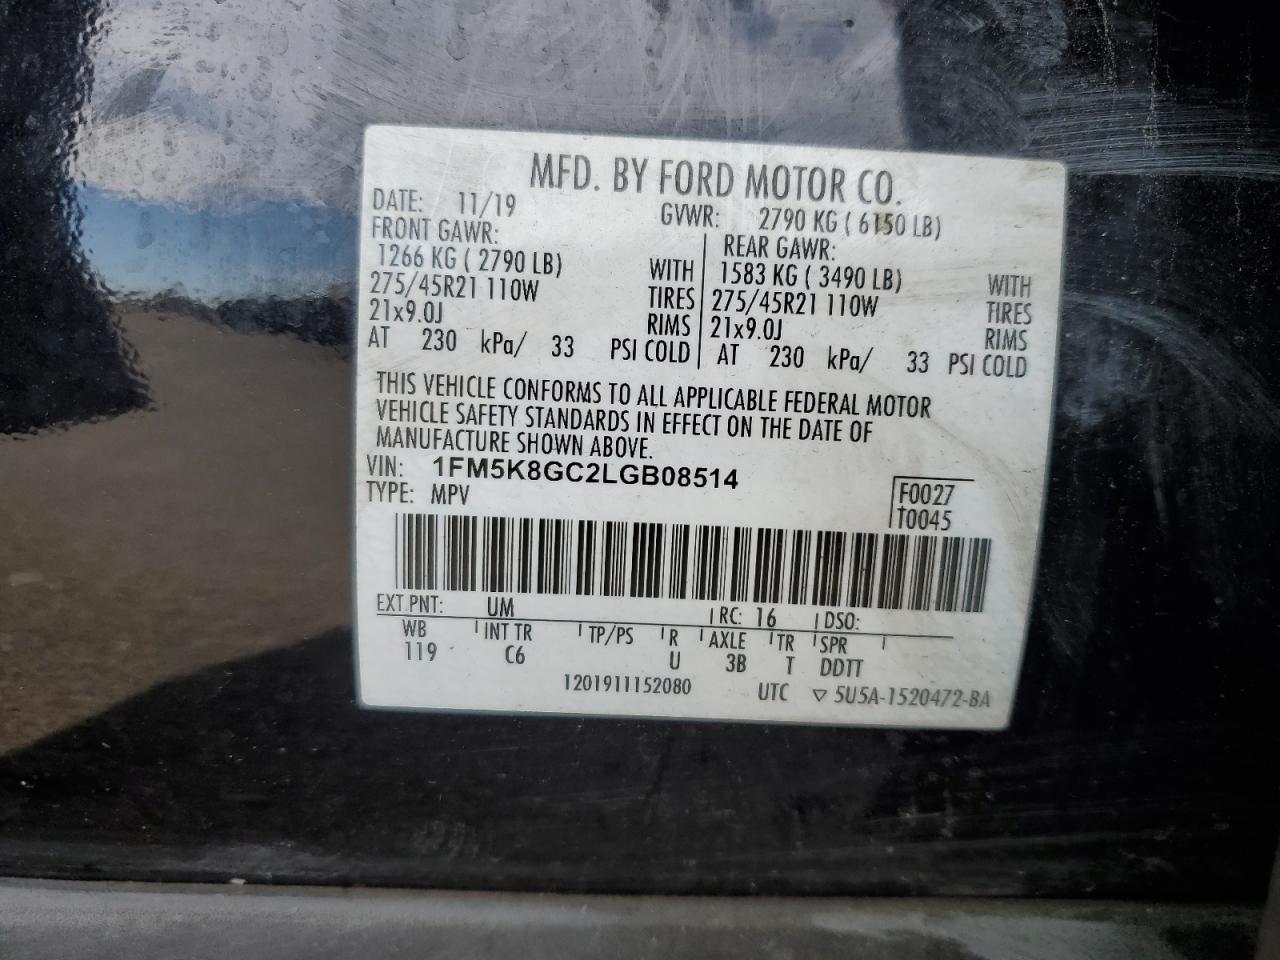 MFD. BY FORD MOTOR CO.
DATE: 11/19 GVWR: 2790 KG ( 6150 LB)
FRONT GAWR: REAR GAWR:
1266 KG ( 2790 LB) WITH 1583 KG ( 3490 LB) WITH
275/45R21 110W TIRES 275/45R21 110W TIRES
21x9.0J RIMS 21x9.0J RIMS
AT 230 kPa/ 33 PSI COLD AT 230 kPa/ 33 PSI COLD
THIS VEHICLE CONFORMS TO ALL APPLICABLE FEDERAL MOTOR
VEHICLE SAFETY STANDARDS IN EFFECT ON THE DATE OF
MANUFACTURE SHOWN ABOVE.
VIN: 1FM5K8GC2LGB08514
TYPE: MPV F0027
T0045
EXT PNT: UM RC: 16 DSO:
WB INT TR TP/PS R AXLE TR SPR
119 C6 U 3B T DDTT
1201911152080 UTC ▽ 5U5A-1520472-BA